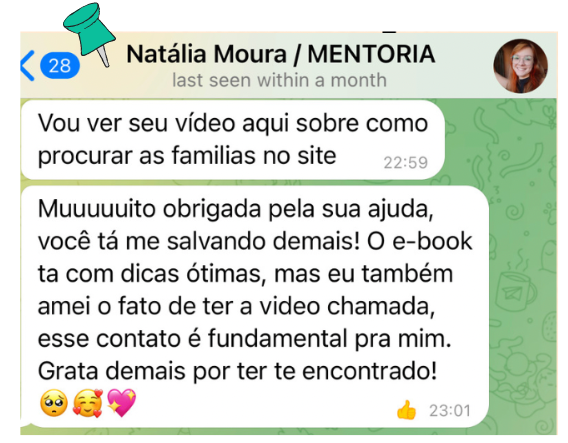 28
Natália Moura / MENTORIA
last seen within a month
Vou ver seu vídeo aqui sobre como
procurar as familias no site
22:59
Muuuuuito obrigada pela sua ajuda,
você tá me salvando demais! O e-book
ta com dicas ótimas, mas eu também
amei o fato de ter a video chamada,
esse contato é fundamental pra mim.
Grata demais por ter te encontrado!
🥺🥰💖
👍 23:01